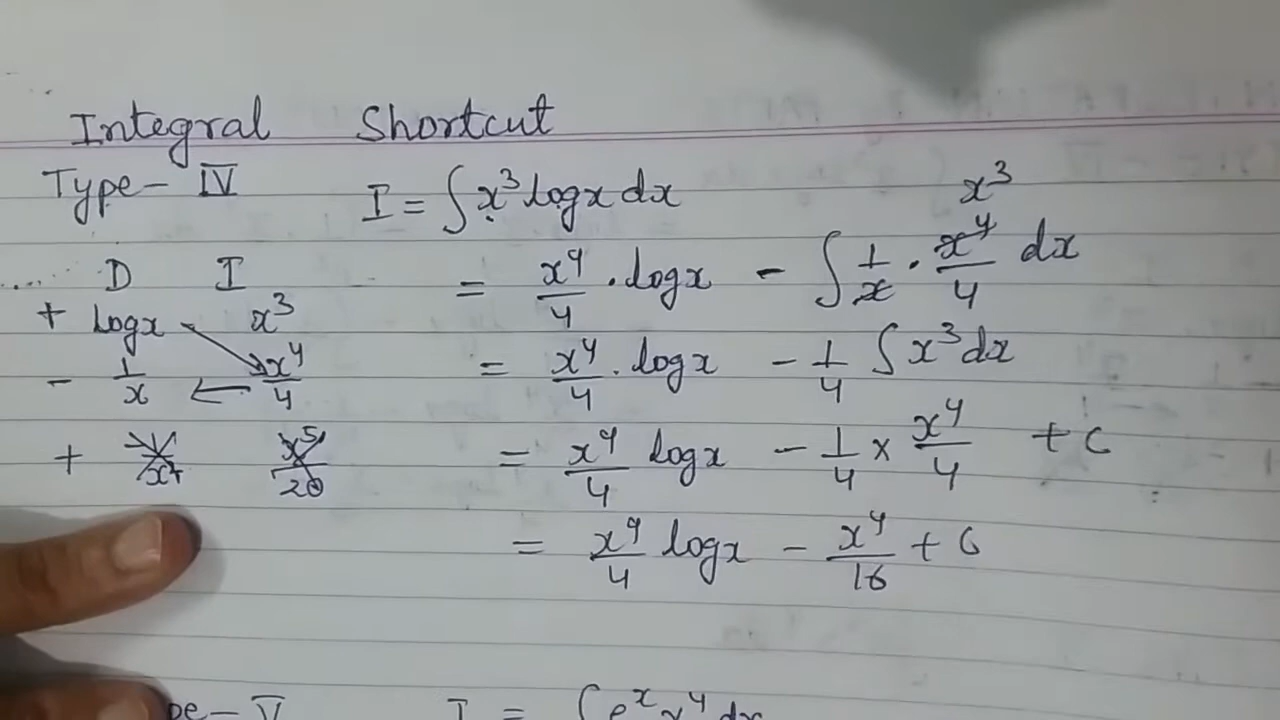 Integral Shortcut
Type - IV I = ∫ x³ log x dx
x³
D I = x⁴/4 . log x - ∫ 1/x . x⁴/4 dx
+ log x x³
- 1/x x⁴/4 = x⁴/4 . log x - 1/4 ∫ x³ dx
+ x⁵/20 = x⁴/4 log x - 1/4 × x⁴/4 + c
= x⁴/4 log x - x⁴/16 + c
pe - V I = ∫ eˣ x⁴ dx